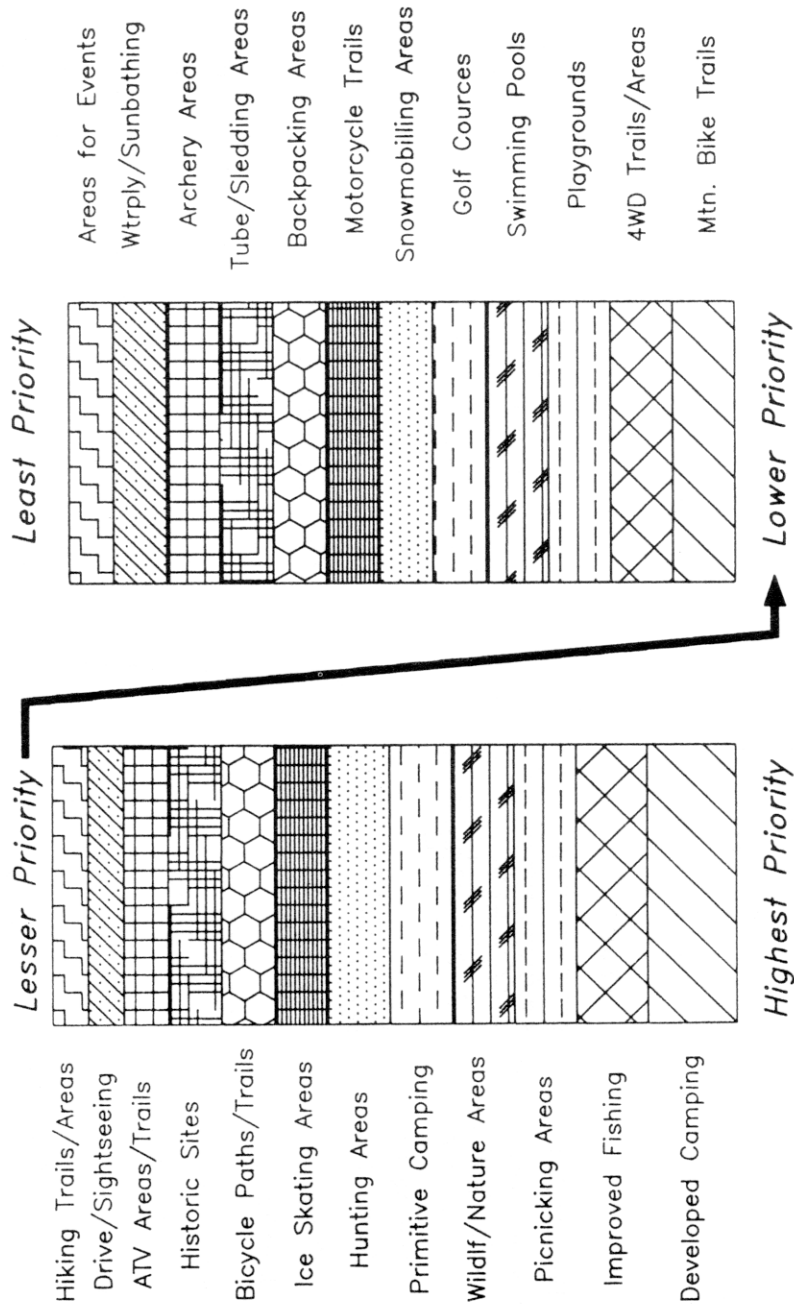 Lesser Priority
Hiking Trails/Areas
Drive/Sightseeing
ATV Areas/Trails
Historic Sites
Bicycle Paths/Trails
Ice Skating Areas
Hunting Areas
Primitive Camping
Wildlf/Nature Areas
Picnicking Areas
Improved Fishing
Developed Camping
Highest Priority
Least Priority
Areas for Events
Wtrply/Sunbathing
Archery Areas
Tube/Sledding Areas
Backpacking Areas
Motorcycle Trails
Snowmobilling Areas
Golf Cources
Swimming Pools
Playgrounds
4WD Trails/Areas
Mtn. Bike Trails
Lower Priority